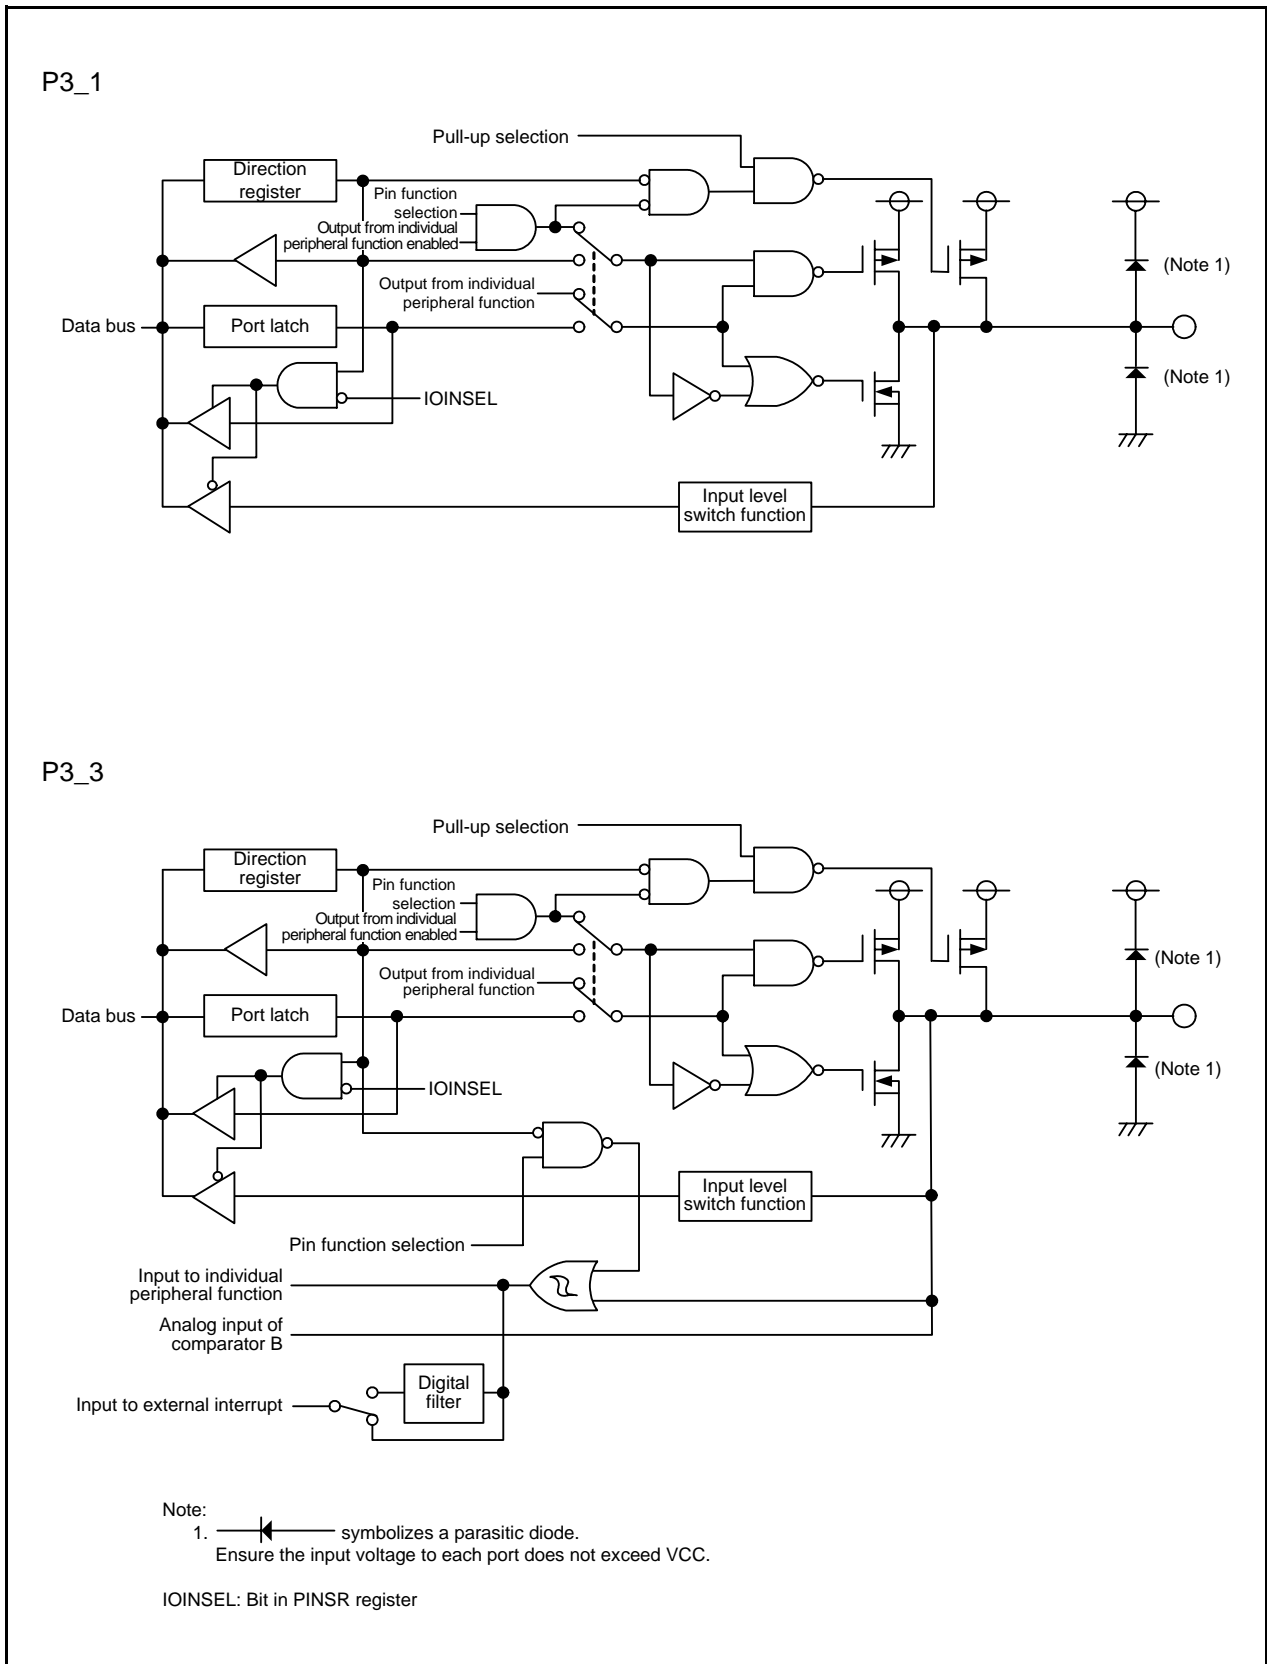 P3_1
Pull-up selection
Direction
register
Pin function
selection
Output from individual
peripheral function enabled
Output from individual
peripheral function
(Note 1)
Data bus
Port latch
(Note 1)
IOINSEL
Input level
switch function
P3_3
Pull-up selection
Direction
register
Pin function
selection
Output from individual
peripheral function enabled
Output from individual
peripheral function
(Note 1)
Data bus
Port latch
(Note 1)
IOINSEL
Input level
switch function
Pin function selection
Input to individual
peripheral function
Analog input of
comparator B
Digital
filter
Input to external interrupt
Note:
1. symbolizes a parasitic diode.
Ensure the input voltage to each port does not exceed VCC.
IOINSEL: Bit in PINSR register